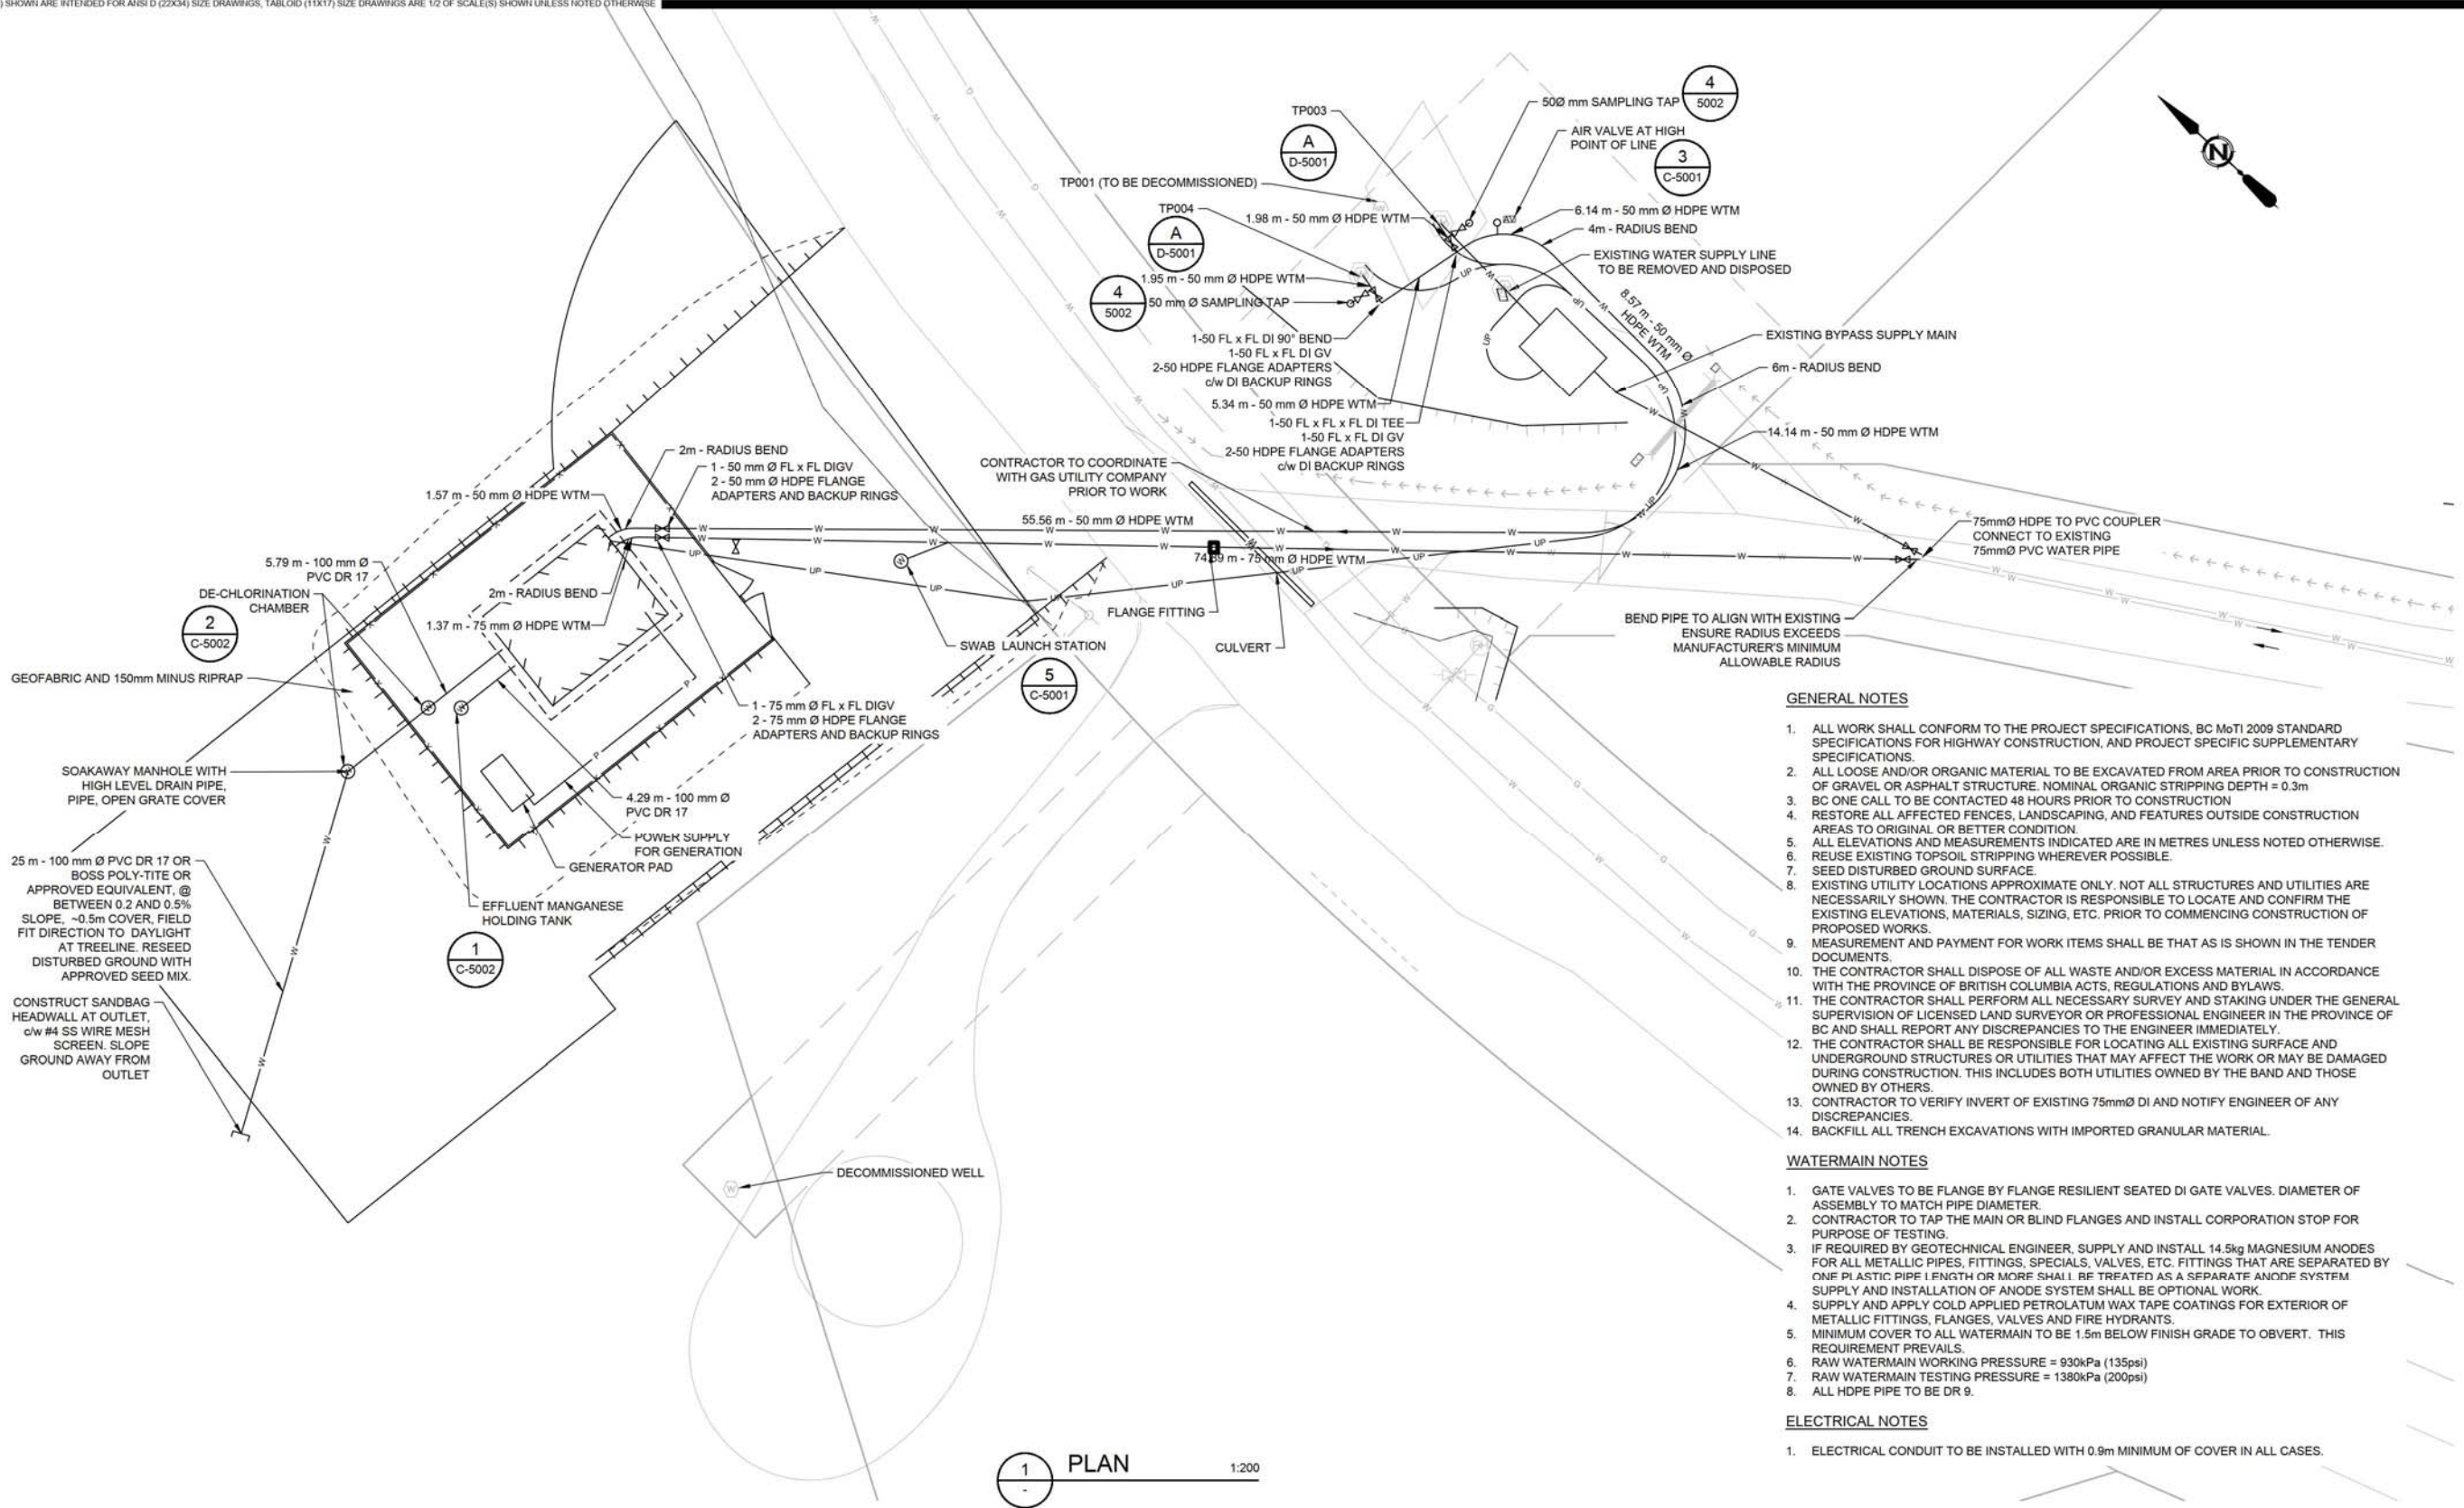 ) SHOWN ARE INTENDED FOR ANSI D (22X34) SIZE DRAWINGS, TABLOID (11X17) SIZE DRAWINGS ARE 1/2 OF SCALE(S) SHOWN UNLESS NOTED OTHERWISE
TP003
A
D-5001
50Ø mm SAMPLING TAP
4
5002
AIR VALVE AT HIGH
POINT OF LINE
3
C-5001
N
TP001 (TO BE DECOMMISSIONED)
TP004
A
D-5001
1.98 m - 50 mm Ø HDPE WTM
6.14 m - 50 mm Ø HDPE WTM
4m - RADIUS BEND
EXISTING WATER SUPPLY LINE
TO BE REMOVED AND DISPOSED
1.95 m - 50 mm Ø HDPE WTM
4
5002
50 mm Ø SAMPLING TAP
8.57 m - 50 mm Ø
HDPE WTM
1-50 FL x FL DI 90° BEND
1-50 FL x FL DI GV
2-50 HDPE FLANGE ADAPTERS
c/w DI BACKUP RINGS
EXISTING BYPASS SUPPLY MAIN
6m - RADIUS BEND
5.34 m - 50 mm Ø HDPE WTM
1-50 FL x FL x FL DI TEE
1-50 FL x FL DI GV
2-50 HDPE FLANGE ADAPTERS
c/w DI BACKUP RINGS
14.14 m - 50 mm Ø HDPE WTM
CONTRACTOR TO COORDINATE
WITH GAS UTILITY COMPANY
PRIOR TO WORK
2m - RADIUS BEND
1 - 50 mm Ø FL x FL DIGV
2 - 50 mm Ø HDPE FLANGE
ADAPTERS AND BACKUP RINGS
1.57 m - 50 mm Ø HDPE WTM
55.56 m - 50 mm Ø HDPE WTM
74.89 m - 75 mm Ø HDPE WTM
75mmØ HDPE TO PVC COUPLER
CONNECT TO EXISTING
75mmØ PVC WATER PIPE
5.79 m - 100 mm Ø
PVC DR 17
DE-CHLORINATION
CHAMBER
2
C-5002
2m - RADIUS BEND
1.37 m - 75 mm Ø HDPE WTM
FLANGE FITTING
CULVERT
SWAB LAUNCH STATION
5
C-5001
BEND PIPE TO ALIGN WITH EXISTING
ENSURE RADIUS EXCEEDS
MANUFACTURER'S MINIMUM
ALLOWABLE RADIUS
GEOFABRIC AND 150mm MINUS RIPRAP
1 - 75 mm Ø FL x FL DIGV
2 - 75 mm Ø HDPE FLANGE
ADAPTERS AND BACKUP RINGS
SOAKAWAY MANHOLE WITH
HIGH LEVEL DRAIN PIPE,
PIPE, OPEN GRATE COVER
4.29 m - 100 mm Ø
PVC DR 17
POWER SUPPLY
FOR GENERATION
GENERATOR PAD
EFFLUENT MANGANESE
HOLDING TANK
1
C-5002
25 m - 100 mm Ø PVC DR 17 OR
BOSS POLY-TITE OR
APPROVED EQUIVALENT, @
BETWEEN 0.2 AND 0.5%
SLOPE, ~0.5m COVER, FIELD
FIT DIRECTION TO DAYLIGHT
AT TREELINE. RESEED
DISTURBED GROUND WITH
APPROVED SEED MIX.
CONSTRUCT SANDBAG
HEADWALL AT OUTLET,
c/w #4 SS WIRE MESH
SCREEN. SLOPE
GROUND AWAY FROM
OUTLET
DECOMMISSIONED WELL
GENERAL NOTES
1. ALL WORK SHALL CONFORM TO THE PROJECT SPECIFICATIONS, BC MoTI 2009 STANDARD
SPECIFICATIONS FOR HIGHWAY CONSTRUCTION, AND PROJECT SPECIFIC SUPPLEMENTARY
SPECIFICATIONS.
2. ALL LOOSE AND/OR ORGANIC MATERIAL TO BE EXCAVATED FROM AREA PRIOR TO CONSTRUCTION
OF GRAVEL OR ASPHALT STRUCTURE. NOMINAL ORGANIC STRIPPING DEPTH = 0.3m
3. BC ONE CALL TO BE CONTACTED 48 HOURS PRIOR TO CONSTRUCTION
4. RESTORE ALL AFFECTED FENCES, LANDSCAPING, AND FEATURES OUTSIDE CONSTRUCTION
AREAS TO ORIGINAL OR BETTER CONDITION.
5. ALL ELEVATIONS AND MEASUREMENTS INDICATED ARE IN METRES UNLESS NOTED OTHERWISE.
6. REUSE EXISTING TOPSOIL STRIPPING WHEREVER POSSIBLE.
7. SEED DISTURBED GROUND SURFACE.
8. EXISTING UTILITY LOCATIONS APPROXIMATE ONLY. NOT ALL STRUCTURES AND UTILITIES ARE
NECESSARILY SHOWN. THE CONTRACTOR IS RESPONSIBLE TO LOCATE AND CONFIRM THE
EXISTING ELEVATIONS, MATERIALS, SIZING, ETC. PRIOR TO COMMENCING CONSTRUCTION OF
PROPOSED WORKS.
9. MEASUREMENT AND PAYMENT FOR WORK ITEMS SHALL BE THAT AS IS SHOWN IN THE TENDER
DOCUMENTS.
10. THE CONTRACTOR SHALL DISPOSE OF ALL WASTE AND/OR EXCESS MATERIAL IN ACCORDANCE
WITH THE PROVINCE OF BRITISH COLUMBIA ACTS, REGULATIONS AND BYLAWS.
11. THE CONTRACTOR SHALL PERFORM ALL NECESSARY SURVEY AND STAKING UNDER THE GENERAL
SUPERVISION OF LICENSED LAND SURVEYOR OR PROFESSIONAL ENGINEER IN THE PROVINCE OF
BC AND SHALL REPORT ANY DISCREPANCIES TO THE ENGINEER IMMEDIATELY.
12. THE CONTRACTOR SHALL BE RESPONSIBLE FOR LOCATING ALL EXISTING SURFACE AND
UNDERGROUND STRUCTURES OR UTILITIES THAT MAY AFFECT THE WORK OR MAY BE DAMAGED
DURING CONSTRUCTION. THIS INCLUDES BOTH UTILITIES OWNED BY THE BAND AND THOSE
OWNED BY OTHERS.
13. CONTRACTOR TO VERIFY INVERT OF EXISTING 75mmØ DI AND NOTIFY ENGINEER OF ANY
DISCREPANCIES.
14. BACKFILL ALL TRENCH EXCAVATIONS WITH IMPORTED GRANULAR MATERIAL.
WATERMAIN NOTES
1. GATE VALVES TO BE FLANGE BY FLANGE RESILIENT SEATED DI GATE VALVES. DIAMETER OF
ASSEMBLY TO MATCH PIPE DIAMETER.
2. CONTRACTOR TO TAP THE MAIN OR BLIND FLANGES AND INSTALL CORPORATION STOP FOR
PURPOSE OF TESTING.
3. IF REQUIRED BY GEOTECHNICAL ENGINEER, SUPPLY AND INSTALL 14.5kg MAGNESIUM ANODES
FOR ALL METALLIC PIPES, FITTINGS, SPECIALS, VALVES, ETC. FITTINGS THAT ARE SEPARATED BY
ONE PLASTIC PIPE LENGTH OR MORE SHALL BE TREATED AS A SEPARATE ANODE SYSTEM.
SUPPLY AND INSTALLATION OF ANODE SYSTEM SHALL BE OPTIONAL WORK.
4. SUPPLY AND APPLY COLD APPLIED PETROLATUM WAX TAPE COATINGS FOR EXTERIOR OF
METALLIC FITTINGS, FLANGES, VALVES AND FIRE HYDRANTS.
5. MINIMUM COVER TO ALL WATERMAIN TO BE 1.5m BELOW FINISH GRADE TO OBVERT. THIS
REQUIREMENT PREVAILS.
6. RAW WATERMAIN WORKING PRESSURE = 930kPa (135psi)
7. RAW WATERMAIN TESTING PRESSURE = 1380kPa (200psi)
8. ALL HDPE PIPE TO BE DR 9.
ELECTRICAL NOTES
1. ELECTRICAL CONDUIT TO BE INSTALLED WITH 0.9m MINIMUM OF COVER IN ALL CASES.
1
-
PLAN
1:200